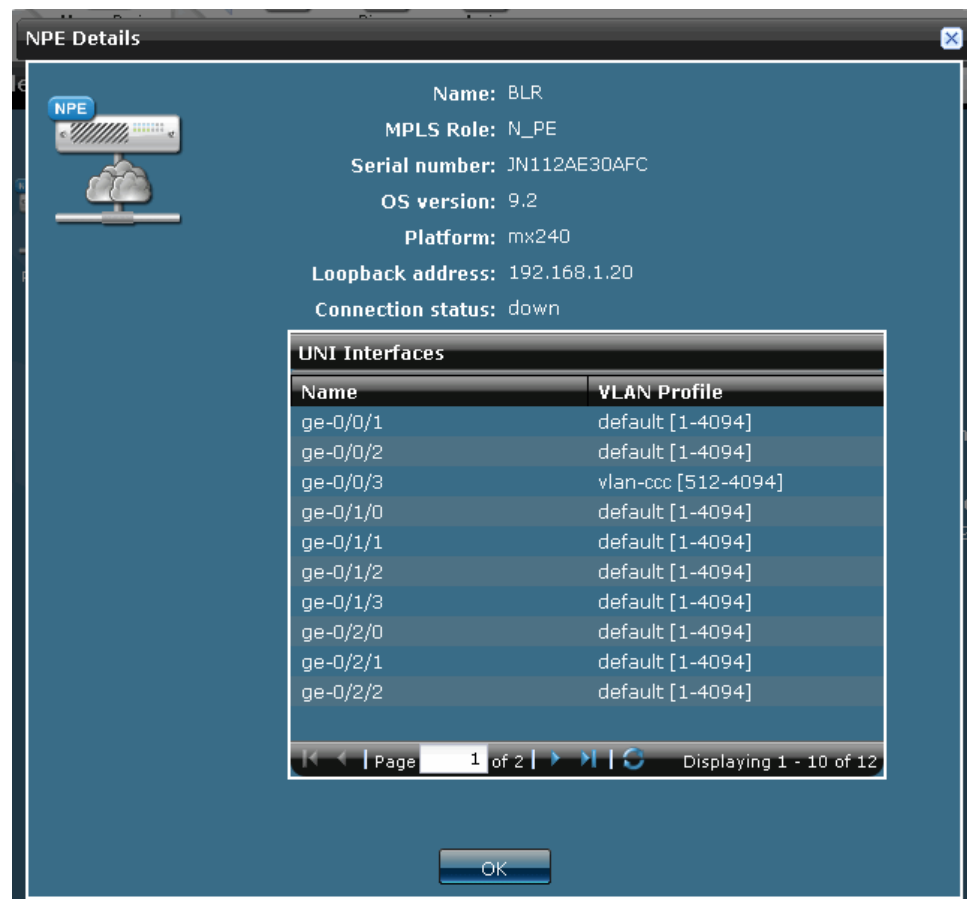 NPE Details
NPE
Name: BLR
MPLS Role: N_PE
Serial number: JN112AE30AFC
OS version: 9.2
Platform: mx240
Loopback address: 192.168.1.20
Connection status: down
UNI Interfaces
Name VLAN Profile
ge-0/0/1 default [1-4094]
ge-0/0/2 default [1-4094]
ge-0/0/3 vlan-ccc [512-4094]
ge-0/1/0 default [1-4094]
ge-0/1/1 default [1-4094]
ge-0/1/2 default [1-4094]
ge-0/1/3 default [1-4094]
ge-0/2/0 default [1-4094]
ge-0/2/1 default [1-4094]
ge-0/2/2 default [1-4094]
Page 1 of 2 Displaying 1 - 10 of 12
OK